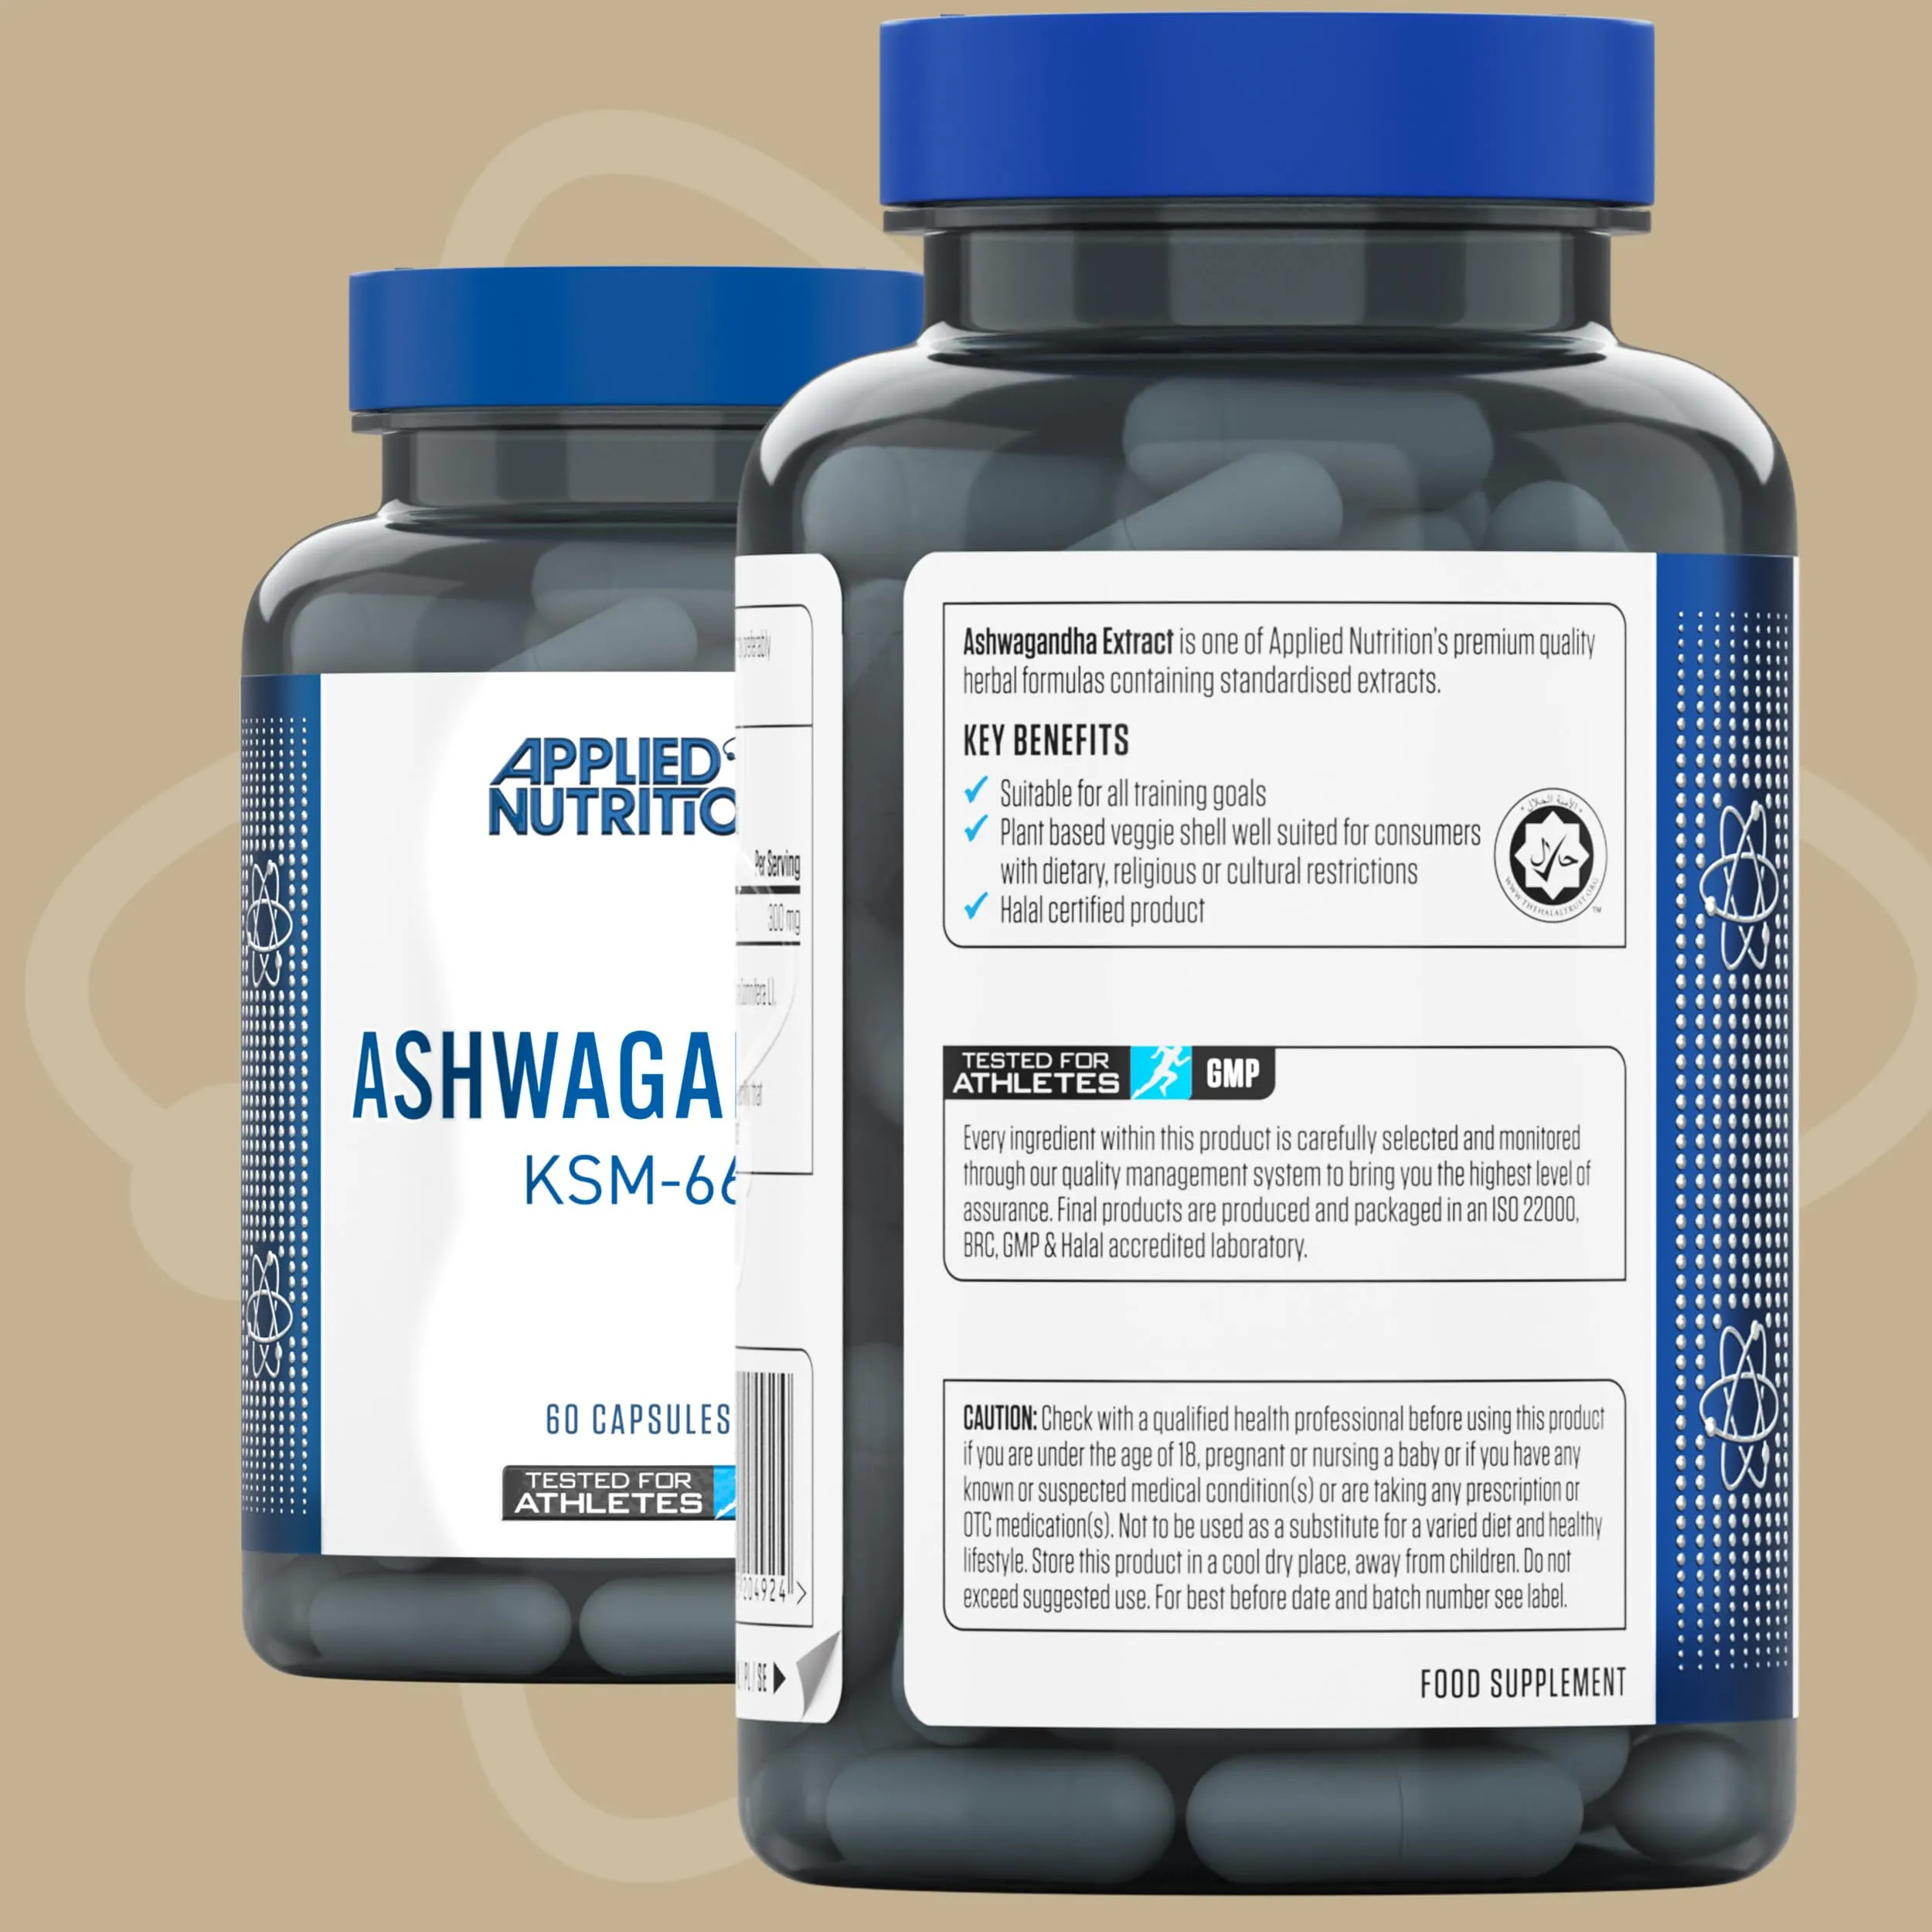 APPLIED
NUTRITIO
ASHWAGA
KSM-66
60 CAPSULES
TESTED FOR
ATHLETES
Per Serving
300 mg
204924
PL / SE
Ashwagandha Extract is one of Applied Nutrition's premium quality
herbal formulas containing standardised extracts.
KEY BENEFITS
Suitable for all training goals
Plant based veggie shell well suited for consumers
with dietary, religious or cultural restrictions
Halal certified product
حلال
WWW.THEHALALTRUST.ORG
TM
TESTED FOR
ATHLETES
GMP
Every ingredient within this product is carefully selected and monitored
through our quality management system to bring you the highest level of
assurance. Final products are produced and packaged in an ISO 22000,
BRC, GMP & Halal accredited laboratory.
CAUTION: Check with a qualified health professional before using this product
if you are under the age of 18, pregnant or nursing a baby or if you have any
known or suspected medical condition(s) or are taking any prescription or
OTC medication(s). Not to be used as a substitute for a varied diet and healthy
lifestyle. Store this product in a cool dry place, away from children. Do not
exceed suggested use. For best before date and batch number see label.
FOOD SUPPLEMENT